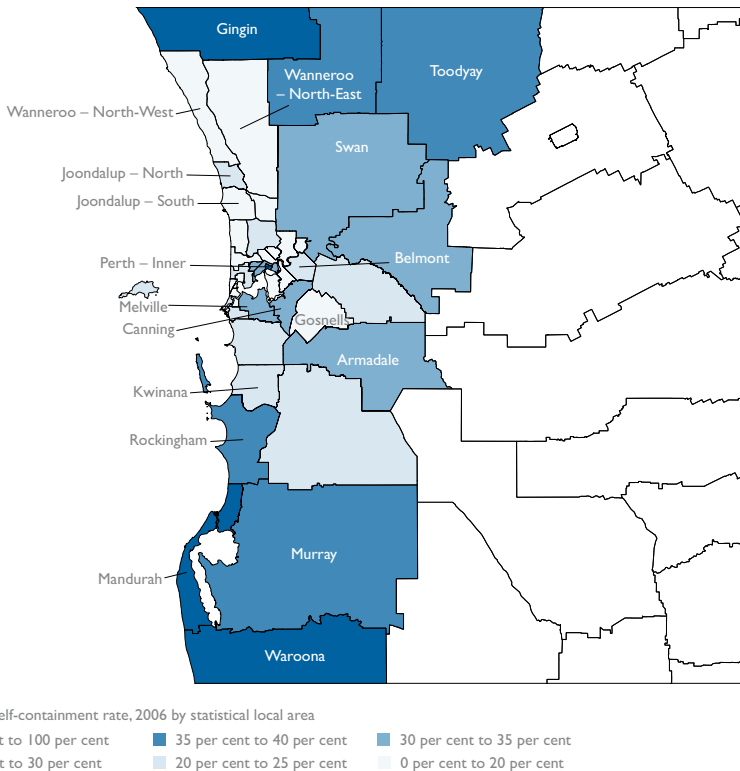 Gingin
Wanneroo
– North-East
Toodyay
Wanneroo – North-West
Swan
Joondalup – North
Joondalup – South
Perth – Inner
Belmont
Melville
Canning
Gosnells
Armadale
Kwinana
Rockingham
Murray
Mandurah
Waroona
elf-containment rate, 2006 by statistical local area
t to 100 per cent 35 per cent to 40 per cent 30 per cent to 35 per cent
t to 30 per cent 20 per cent to 25 per cent 0 per cent to 20 per cent